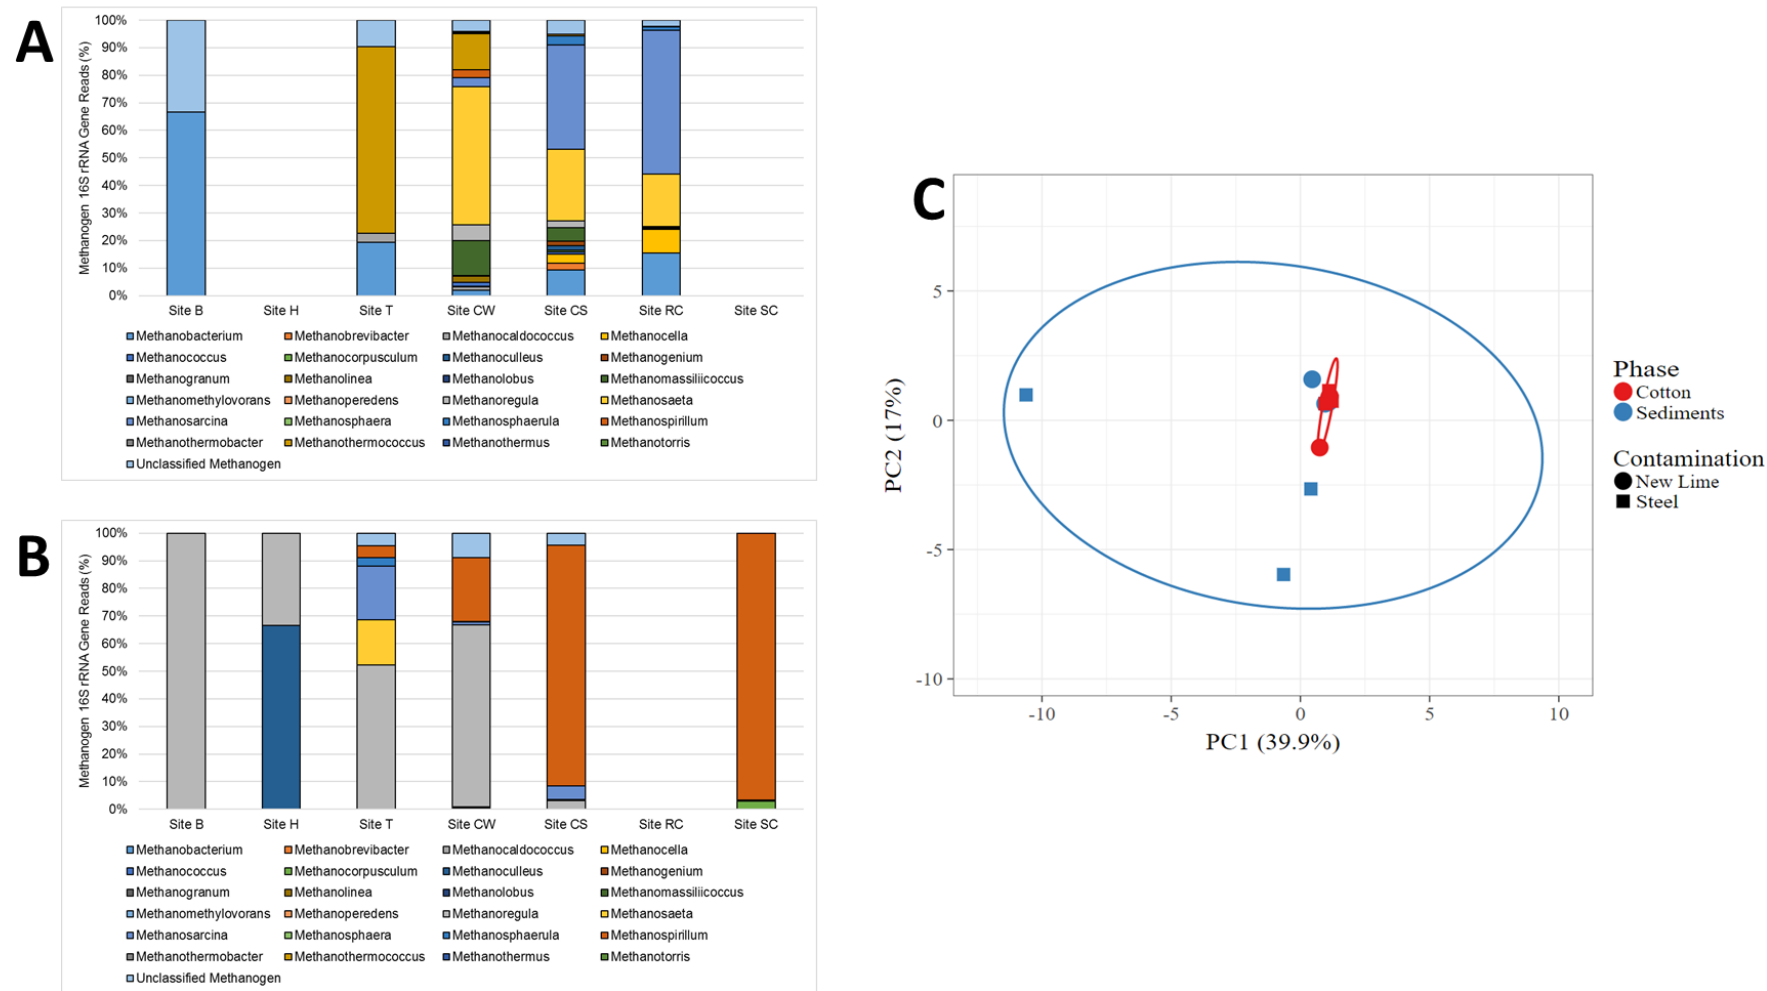 A
Methanogen 16S rRNA Gene Reads (%)
100%
90%
80%
70%
60%
50%
40%
30%
20%
10%
0%
Site B Site H Site T Site CW Site CS Site RC Site SC
Methanobacterium Methanobrevibacter Methanocaldococcus Methanocella
Methanococcus Methanocorpusculum Methanoculleus Methanogenium
Methanogranum Methanolinea Methanolobus Methanomassiliicoccus
Methanomethylovorans Methanoperedens Methanoregula Methanosaeta
Methanosarcina Methanosphaera Methanosphaerula Methanospirillum
Methanothermobacter Methanothermococcus Methanothermus Methanotorris
Unclassified Methanogen
B
Methanogen 16S rRNA Gene Reads (%)
100%
90%
80%
70%
60%
50%
40%
30%
20%
10%
0%
Site B Site H Site T Site CW Site CS Site RC Site SC
Methanobacterium Methanobrevibacter Methanocaldococcus Methanocella
Methanococcus Methanocorpusculum Methanoculleus Methanogenium
Methanogranum Methanolinea Methanolobus Methanomassiliicoccus
Methanomethylovorans Methanoperedens Methanoregula Methanosaeta
Methanosarcina Methanosphaera Methanosphaerula Methanospirillum
Methanothermobacter Methanothermococcus Methanothermus Methanotorris
Unclassified Methanogen
C
PC2 (17%)
5
0
-5
-10
-10 -5 0 5 10
PC1 (39.9%)
Phase
Cotton
Sediments
Contamination
New Lime
Steel